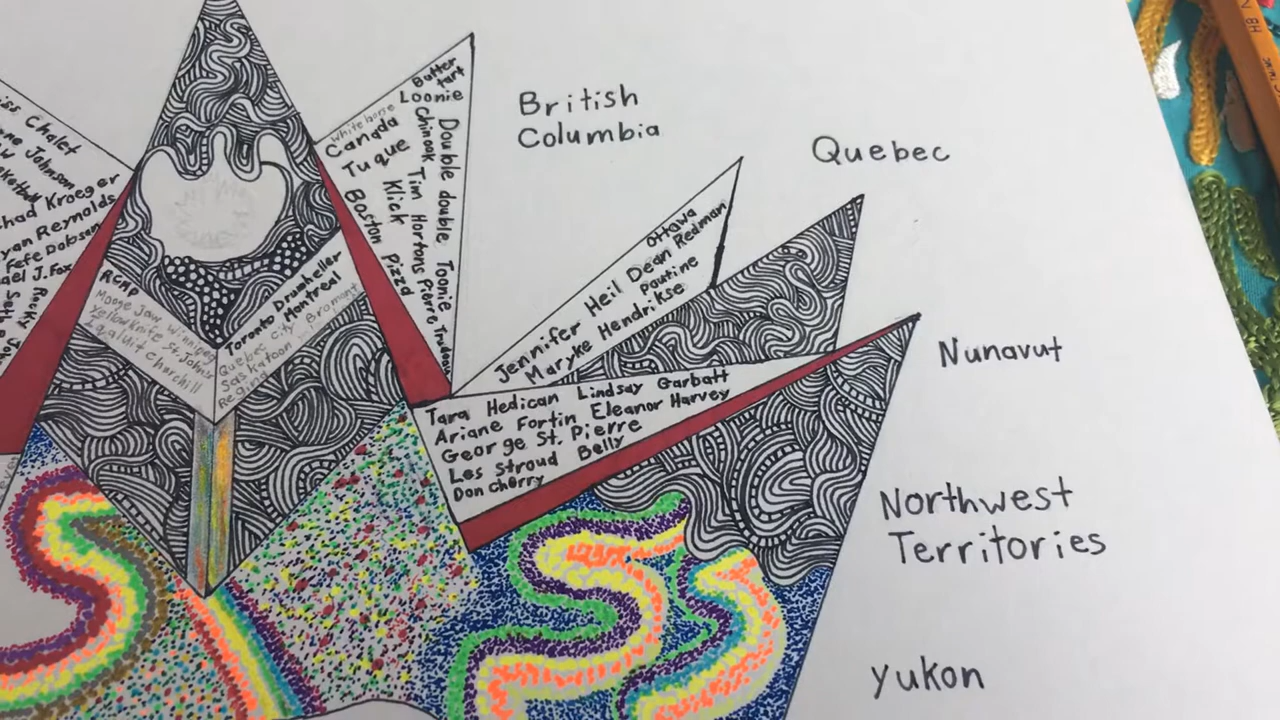 British
Columbia
Quebec
Nunavut
Northwest
Territories
yukon
Butter
tart
Loonie
Whitehorse
Canada
Tuque
Klick
Boston Pizza
Chinook Tim Hortons Pierre Trudeau
Double double, Toonie
Ottawa
Jennifer Heil Dean Redman
Poutine
Maryke Hendrikse
Tara Hedican Lindsay Garbatt
Ariane Fortin Eleanor Harvey
George St. Pierre
Les Stroud Belly
Don cherry
Chalet
Johnson
Chad Kroeger
Ryan Reynolds
Fefe Dobson
J. Fox
Rocky
RCMP
Moose Jaw Winnipeg
Yellowknife St. John's
Iqaluit Churchill
Drumheller
Toronto Montreal
Quebec City Bromont
Saskatoon
Regina
HB